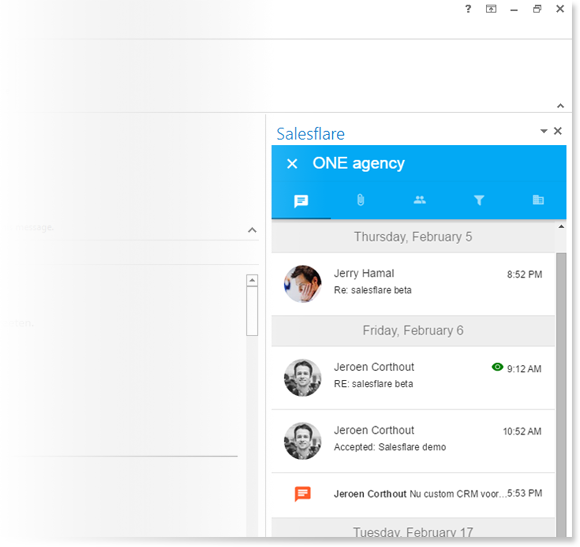 ?
Salesflare
ONE agency
Thursday, February 5
Jerry Hamal
8:52 PM
Re: salesflare beta
Friday, February 6
Jeroen Corthout
9:12 AM
RE: salesflare beta
Jeroen Corthout
10:52 AM
Accepted: Salesflare demo
Jeroen Corthout Nu custom CRM voor... 5:53 PM
Tuesday, February 17